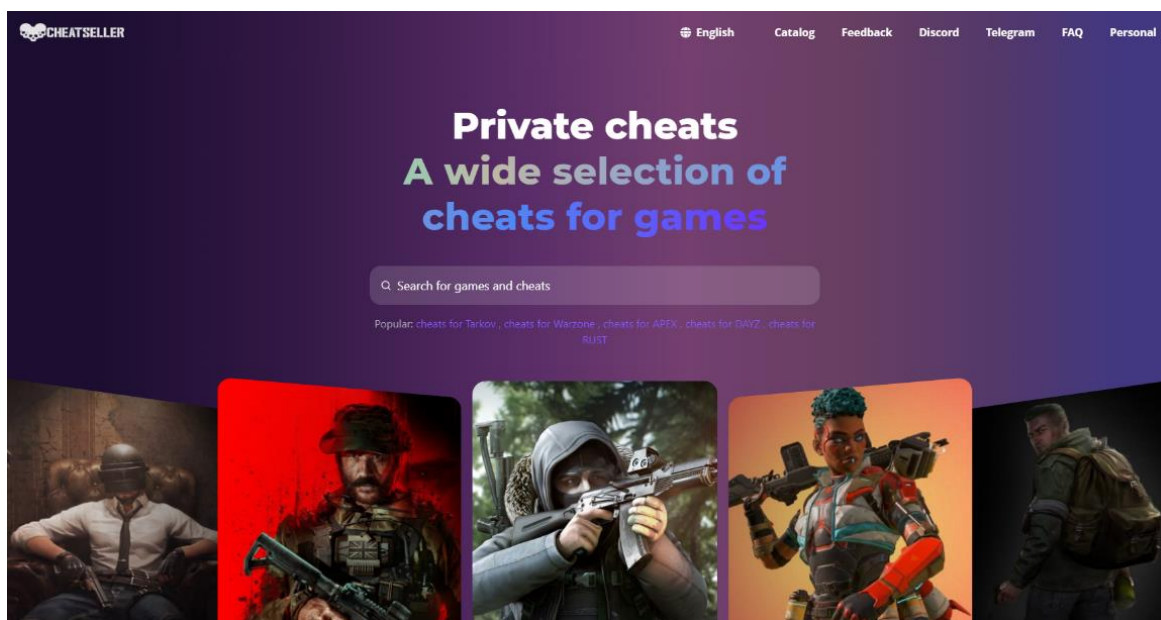 CHEATSELLER
English Catalog Feedback Discord Telegram FAQ Personal
Private cheats
A wide selection of
cheats for games
Search for games and cheats
Popular: cheats for Tarkov , cheats for Warzone , cheats for APEX , cheats for DAYZ , cheats for
RUST